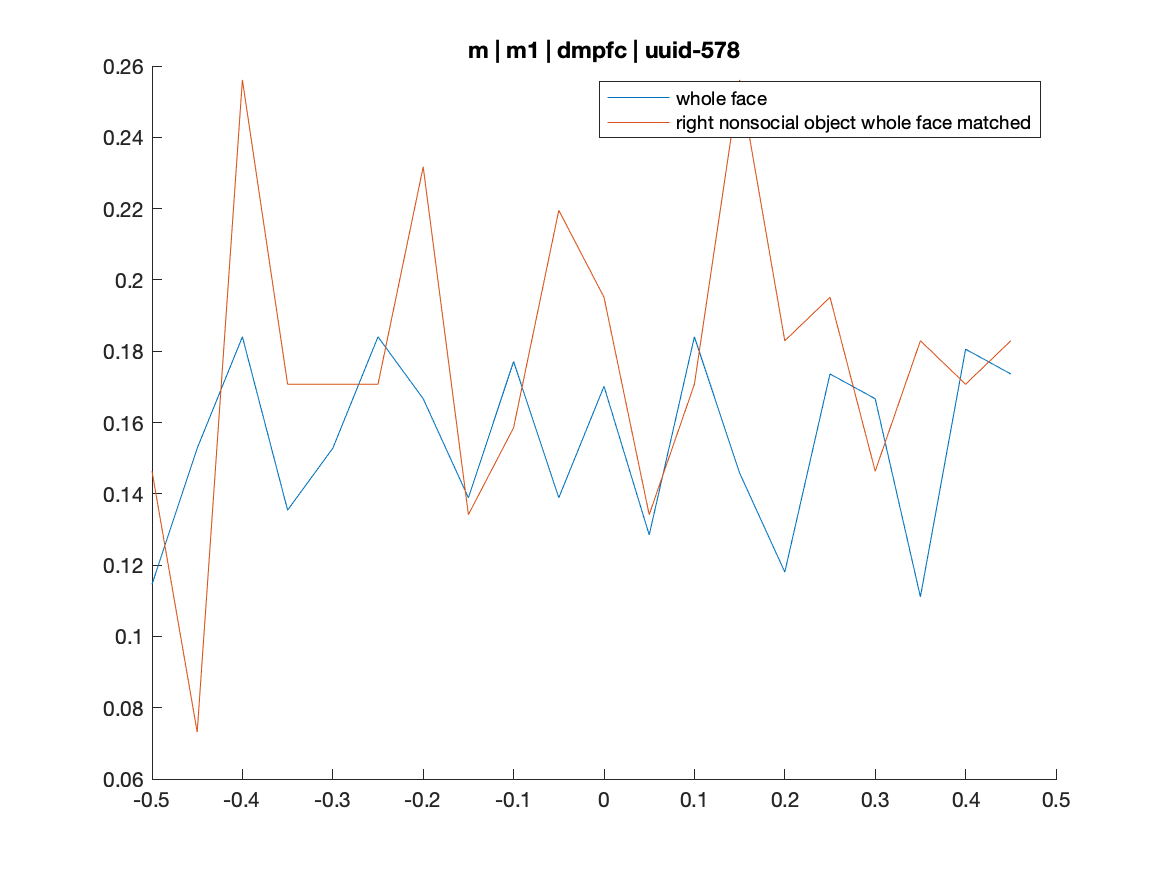 m | m1 | dmpfc | uuid-578
whole face
right nonsocial object whole face matched
0.26
0.24
0.22
0.2
0.18
0.16
0.14
0.12
0.1
0.08
0.06
-0.5 -0.4 -0.3 -0.2 -0.1 0 0.1 0.2 0.3 0.4 0.5